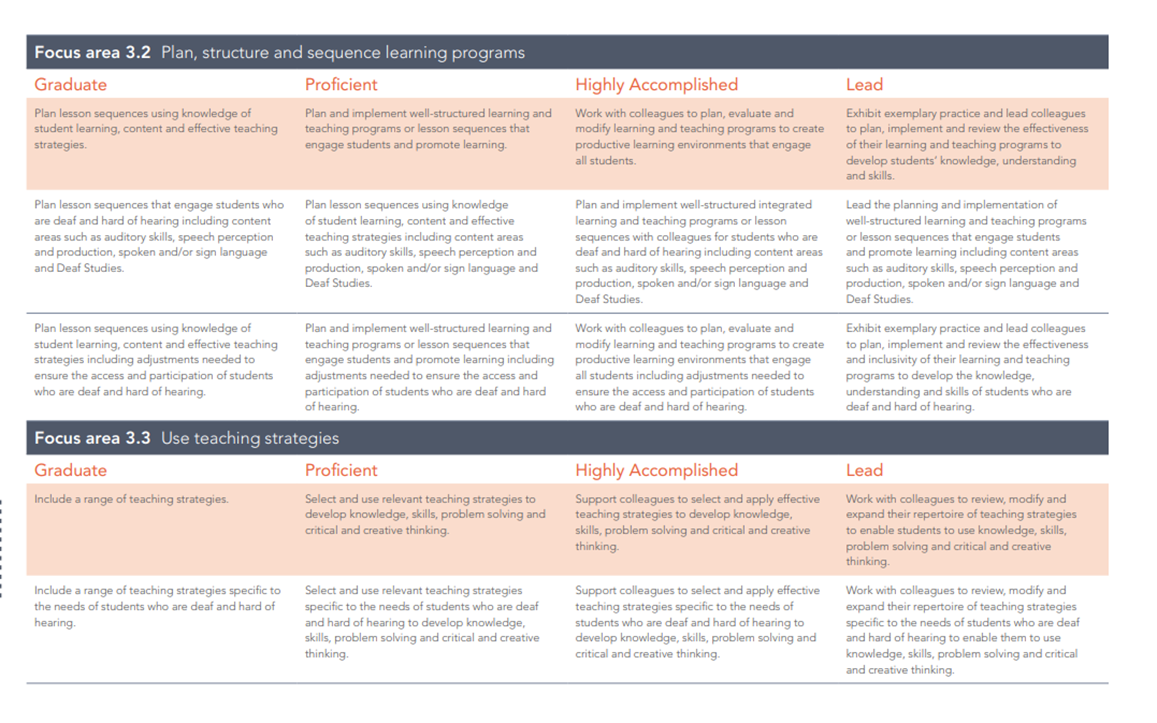 Focus area 3.2 Plan, structure and sequence learning programs
Graduate
Proficient
Highly Accomplished
Lead
Plan lesson sequences using knowledge of
student learning, content and effective teaching
strategies.
Plan and implement well-structured learning and
teaching programs or lesson sequences that
engage students and promote learning.
Work with colleagues to plan, evaluate and
modify learning and teaching programs to create
productive learning environments that engage
all students.
Exhibit exemplary practice and lead colleagues
to plan, implement and review the effectiveness
of their learning and teaching programs to
develop students’ knowledge, understanding
and skills.
Plan lesson sequences that engage students who
are deaf and hard of hearing including content
areas such as auditory skills, speech perception
and production, spoken and/or sign language
and Deaf Studies.
Plan lesson sequences using knowledge
of student learning, content and effective
teaching strategies including content areas
such as auditory skills, speech perception and
production, spoken and/or sign language and
Deaf Studies.
Plan and implement well-structured integrated
learning and teaching programs or lesson
sequences with colleagues for students who are
deaf and hard of hearing including content areas
such as auditory skills, speech perception and
production, spoken and/or sign language and
Deaf Studies.
Lead the planning and implementation of
well-structured learning and teaching programs
or lesson sequences that engage students
and promote learning including content areas
such as auditory skills, speech perception and
production, spoken and/or sign language and
Deaf Studies.
Plan lesson sequences using knowledge of
student learning, content and effective teaching
strategies including adjustments needed to
ensure the access and participation of students
who are deaf and hard of hearing.
Plan and implement well-structured learning and
teaching programs or lesson sequences that
engage students and promote learning including
adjustments needed to ensure the access and
participation of students who are deaf and hard
of hearing.
Work with colleagues to plan, evaluate and
modify learning and teaching programs to create
productive learning environments that engage
all students including adjustments needed to
ensure the access and participation of students
who are deaf and hard of hearing.
Exhibit exemplary practice and lead colleagues
to plan, implement and review the effectiveness
and inclusivity of their learning and teaching
programs to develop the knowledge,
understanding and skills of students who are
deaf and hard of hearing.
Focus area 3.3 Use teaching strategies
Graduate
Proficient
Highly Accomplished
Lead
Include a range of teaching strategies.
Select and use relevant teaching strategies to
develop knowledge, skills, problem solving and
critical and creative thinking.
Support colleagues to select and apply effective
teaching strategies to develop knowledge,
skills, problem solving and critical and creative
thinking.
Work with colleagues to review, modify and
expand their repertoire of teaching strategies
to enable students to use knowledge, skills,
problem solving and critical and creative
thinking.
Include a range of teaching strategies specific to
the needs of students who are deaf and hard of
hearing.
Select and use relevant teaching strategies
specific to the needs of students who are deaf
and hard of hearing to develop knowledge,
skills, problem solving and critical and creative
thinking.
Support colleagues to select and apply effective
teaching strategies specific to the needs of
students who are deaf and hard of hearing to
develop knowledge, skills, problem solving and
critical and creative thinking.
Work with colleagues to review, modify and
expand their repertoire of teaching strategies
specific to the needs of students who are deaf
and hard of hearing to enable them to use
knowledge, skills, problem solving and critical
and creative thinking.